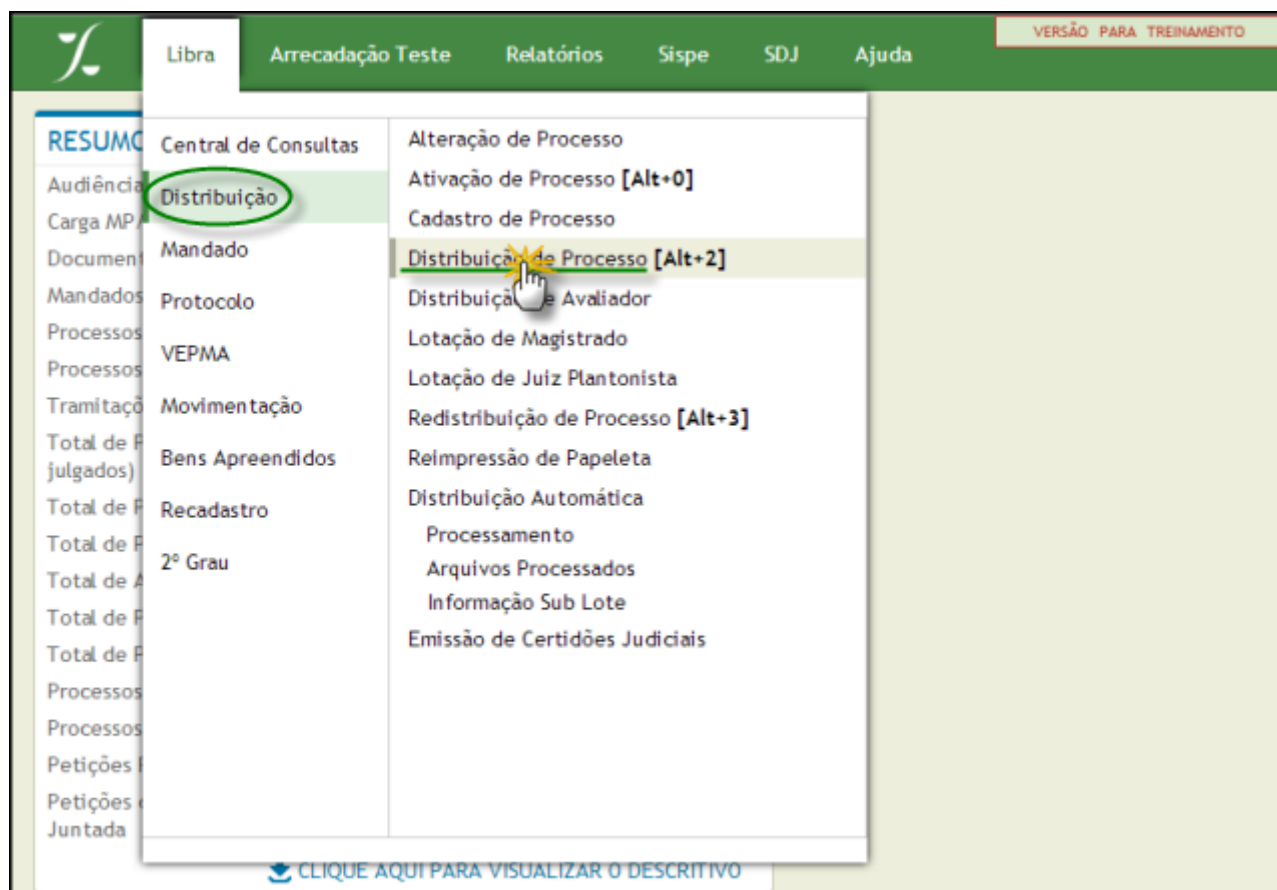 VERSÃO PARA TREINAMENTO
Libra
Arrecadação Teste
Relatórios
Sispe
SDJ
Ajuda
RESUMO
Audiência
Carga MP
Mandados
Processos
Processos
Total de
julgados)
Total de
Total de
Total de
Total de
Total de
Processos
Processos
Petições
Petições
Juntada
Central de Consultas
Distribuição
Mandado
Protocolo
VEPMA
Movimentação
Bens Apreendidos
Recadastro
2º Grau
Alteração de Processo
Ativação de Processo [Alt+0]
Cadastro de Processo
Distribuição de Processo [Alt+2]
Distribuição de Avaliador
Lotação de Magistrado
Lotação de Juiz Plantonista
Redistribuição de Processo [Alt+3]
Reimpressão de Papeleta
Distribuição Automática
Processamento
Arquivos Processados
Informação Sub Lote
Emissão de Certidões Judiciais
CLIQUE AQUI PARA VISUALIZAR O DESCRITIVO